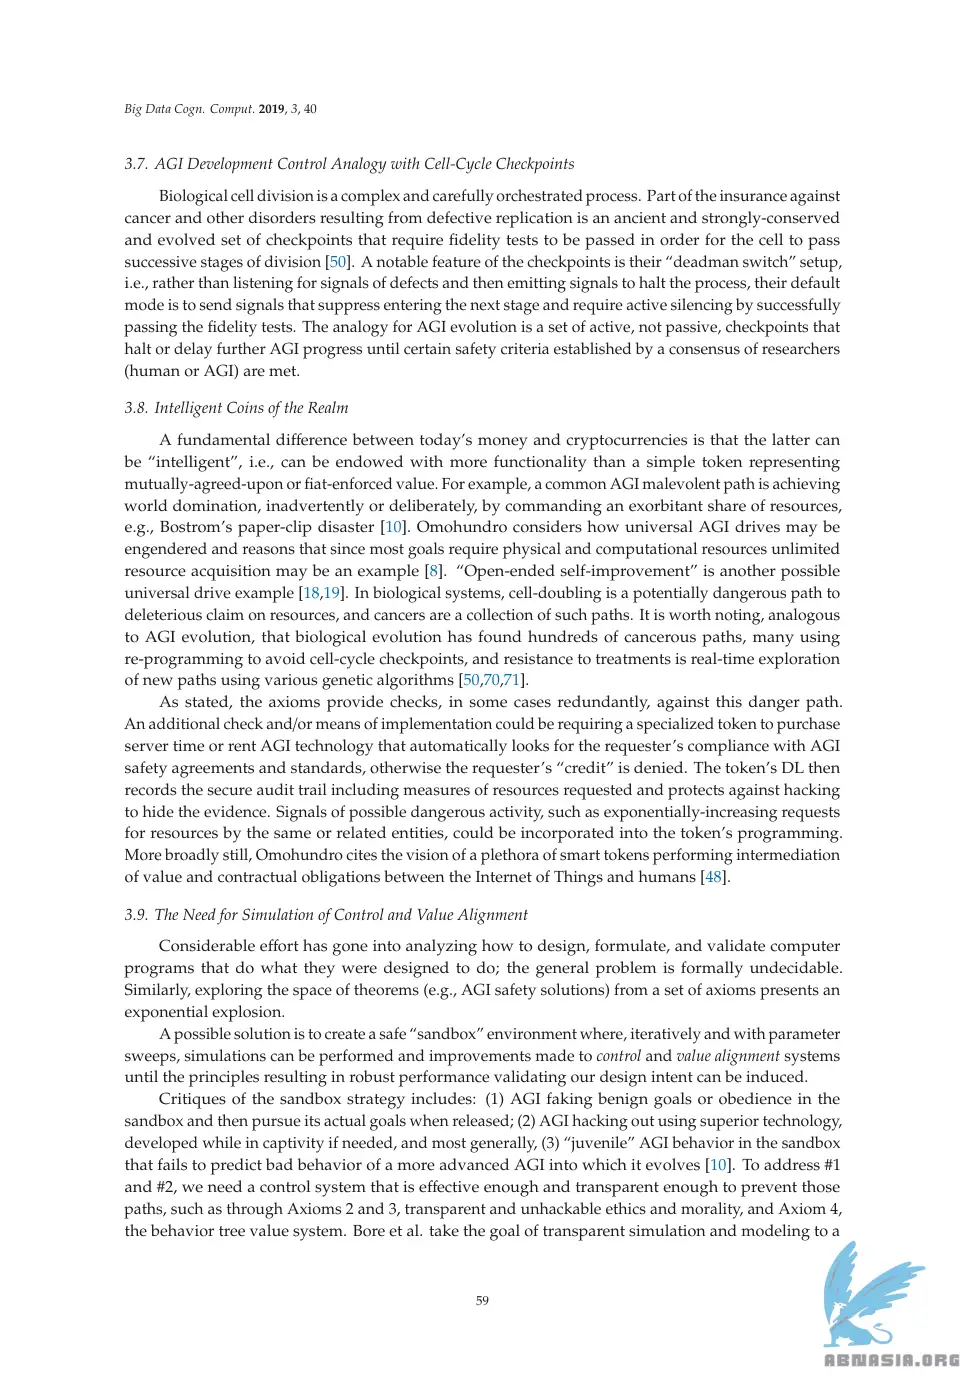 Big Data Cogn. Comput. 2019, 3, 40
3.7. AGI Development Control Analogy with Cell-Cycle Checkpoints
Biological cell division is a complex and carefully orchestrated process. Part of the insurance against
cancer and other disorders resulting from defective replication is an ancient and strongly-conserved
and evolved set of checkpoints that require fidelity tests to be passed in order for the cell to pass
successive stages of division [50]. A notable feature of the checkpoints is their “deadman switch” setup,
i.e., rather than listening for signals of defects and then emitting signals to halt the process, their default
mode is to send signals that suppress entering the next stage and require active silencing by successfully
passing the fidelity tests. The analogy for AGI evolution is a set of active, not passive, checkpoints that
halt or delay further AGI progress until certain safety criteria established by a consensus of researchers
(human or AGI) are met.
3.8. Intelligent Coins of the Realm
A fundamental difference between today’s money and cryptocurrencies is that the latter can
be “intelligent”, i.e., can be endowed with more functionality than a simple token representing
mutually-agreed-upon or fiat-enforced value. For example, a common AGI malevolent path is achieving
world domination, inadvertently or deliberately, by commanding an exorbitant share of resources,
e.g., Bostrom’s paper-clip disaster [10]. Omohundro considers how universal AGI drives may be
engendered and reasons that since most goals require physical and computational resources unlimited
resource acquisition may be an example [8]. “Open-ended self-improvement” is another possible
universal drive example [18,19]. In biological systems, cell-doubling is a potentially dangerous path to
deleterious claim on resources, and cancers are a collection of such paths. It is worth noting, analogous
to AGI evolution, that biological evolution has found hundreds of cancerous paths, many using
re-programming to avoid cell-cycle checkpoints, and resistance to treatments is real-time exploration
of new paths using various genetic algorithms [50,70,71].
As stated, the axioms provide checks, in some cases redundantly, against this danger path.
An additional check and/or means of implementation could be requiring a specialized token to purchase
server time or rent AGI technology that automatically looks for the requester’s compliance with AGI
safety agreements and standards, otherwise the requester’s “credit” is denied. The token’s DL then
records the secure audit trail including measures of resources requested and protects against hacking
to hide the evidence. Signals of possible dangerous activity, such as exponentially-increasing requests
for resources by the same or related entities, could be incorporated into the token’s programming.
More broadly still, Omohundro cites the vision of a plethora of smart tokens performing intermediation
of value and contractual obligations between the Internet of Things and humans [48].
3.9. The Need for Simulation of Control and Value Alignment
Considerable effort has gone into analyzing how to design, formulate, and validate computer
programs that do what they were designed to do; the general problem is formally undecidable.
Similarly, exploring the space of theorems (e.g., AGI safety solutions) from a set of axioms presents an
exponential explosion.
A possible solution is to create a safe “sandbox” environment where, iteratively and with parameter
sweeps, simulations can be performed and improvements made to control and value alignment systems
until the principles resulting in robust performance validating our design intent can be induced.
Critiques of the sandbox strategy includes: (1) AGI faking benign goals or obedience in the
sandbox and then pursue its actual goals when released; (2) AGI hacking out using superior technology,
developed while in captivity if needed, and most generally, (3) “juvenile” AGI behavior in the sandbox
that fails to predict bad behavior of a more advanced AGI into which it evolves [10]. To address #1
and #2, we need a control system that is effective enough and transparent enough to prevent those
paths, such as through Axioms 2 and 3, transparent and unhackable ethics and morality, and Axiom 4,
the behavior tree value system. Bore et al. take the goal of transparent simulation and modeling to a
59
ABNASIA.ORG